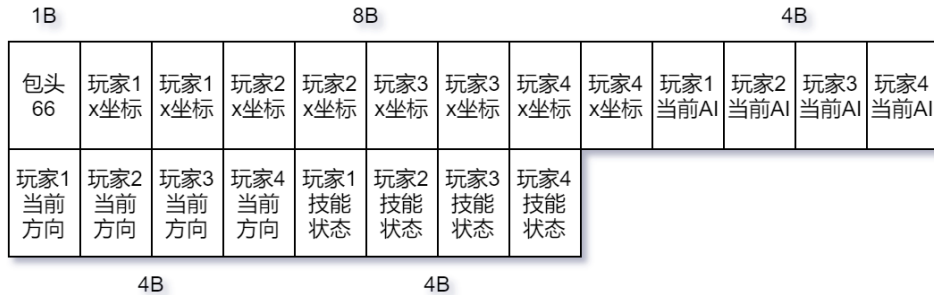 1B 8B 4B
包头 玩家1 玩家1 玩家2 玩家2 玩家3 玩家3 玩家4 玩家4 玩家1 玩家2 玩家3 玩家4
66 x坐标 x坐标 x坐标 x坐标 x坐标 x坐标 x坐标 x坐标 当前AI 当前AI 当前AI 当前AI
玩家1 玩家2 玩家3 玩家4 玩家1 玩家2 玩家3 玩家4
当前 当前 当前 当前 技能 技能 技能 技能
方向 方向 方向 方向 状态 状态 状态 状态
4B 4B